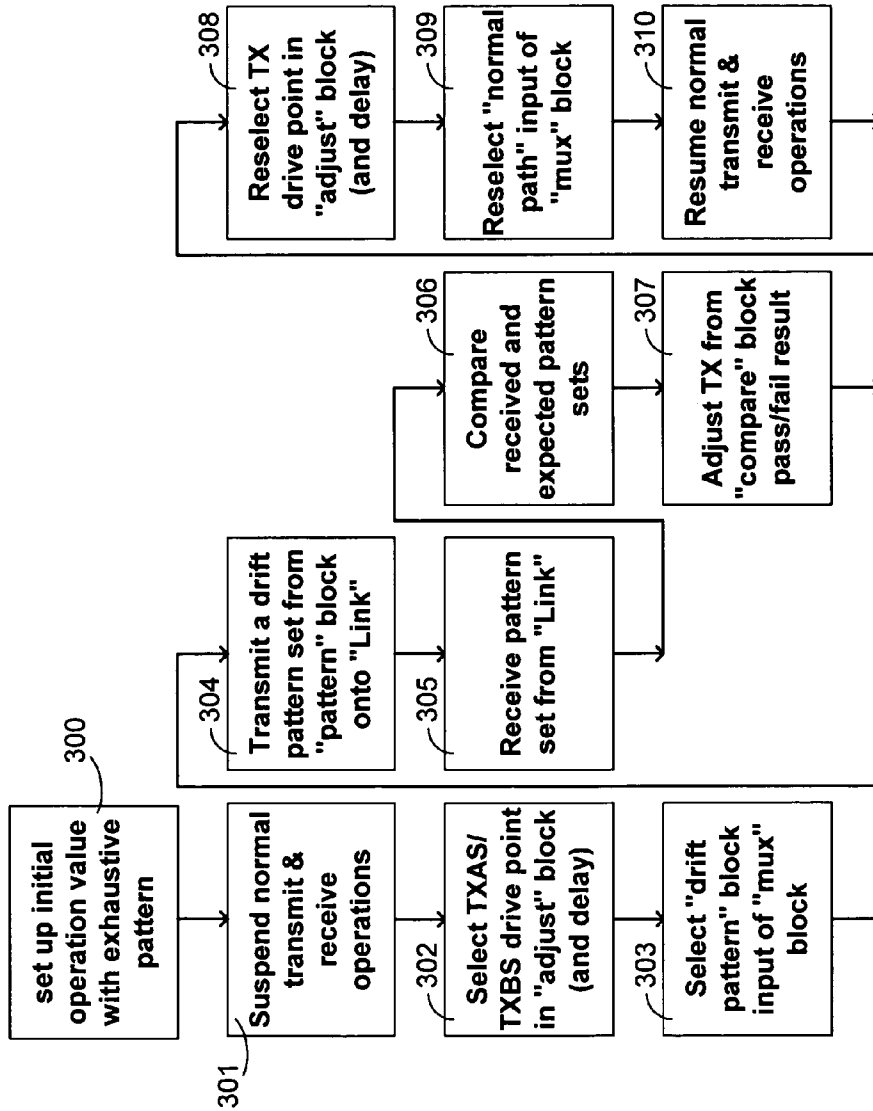 300
set up initial
operation value
with exhaustive
pattern
301
Suspend normal
transmit &
receive
operations
302
Select TXAS/
TXBS drive point
in "adjust" block
(and delay)
303
Select "drift
pattern" block
input of "mux"
block
304
Transmit a drift
pattern set from
"pattern" block
onto "Link"
305
Receive pattern
set from "Link"
306
Compare
received and
expected pattern
sets
307
Adjust TX from
"compare" block
pass/fail result
308
Reselect TX
drive point in
"adjust" block
(and delay)
309
Reselect "normal
path" input of
"mux" block
310
Resume normal
transmit &
receive
operations